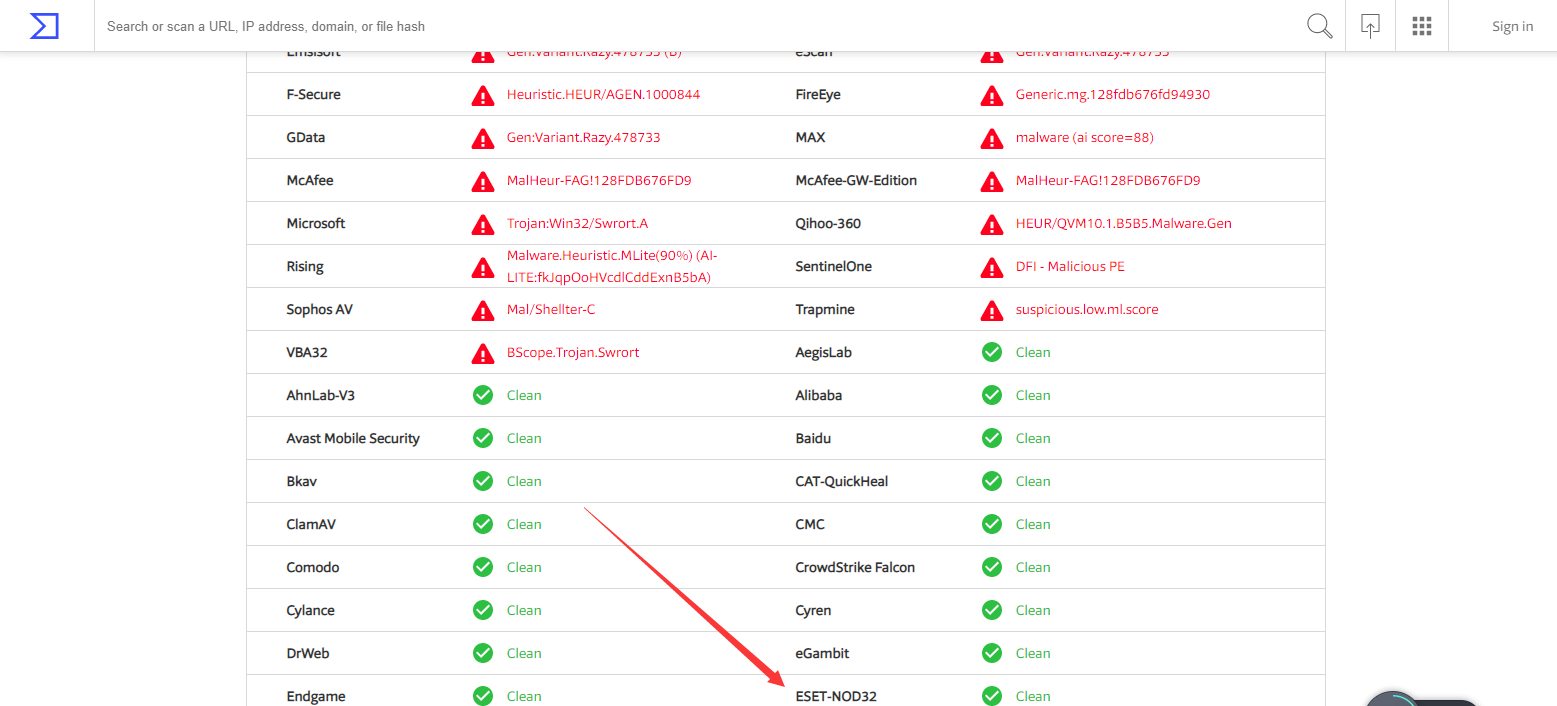 Search or scan a URL, IP address, domain, or file hash
Sign in
Emsisoft Gen:Variant.Razy.478733 (B) eScan Gen:Variant.Razy.478733
F-Secure Heuristic.HEUR/AGEN.1000844 FireEye Generic.mg.128fdb676fd94930
GData Gen:Variant.Razy.478733 MAX malware (ai score=88)
McAfee MalHeur-FAG!128FDB676FD9 McAfee-GW-Edition MalHeur-FAG!128FDB676FD9
Microsoft Trojan:Win32/Swrort.A Qihoo-360 HEUR/QVM10.1.B5B5.Malware.Gen
Rising Malware.Heuristic.MLite(90%) (AI-
LITE:fkJqpOoHVcdlCddExnB5bA) SentinelOne DFI - Malicious PE
Sophos AV Mal/Shellter-C Trapmine suspicious.low.ml.score
VBA32 BScope.Trojan.Swrort AegisLab Clean
AhnLab-V3 Clean Alibaba Clean
Avast Mobile Security Clean Baidu Clean
Bkav Clean CAT-QuickHeal Clean
ClamAV Clean CMC Clean
Comodo Clean CrowdStrike Falcon Clean
Cylance Clean Cyren Clean
DrWeb Clean eGambit Clean
Endgame Clean ESET-NOD32 Clean